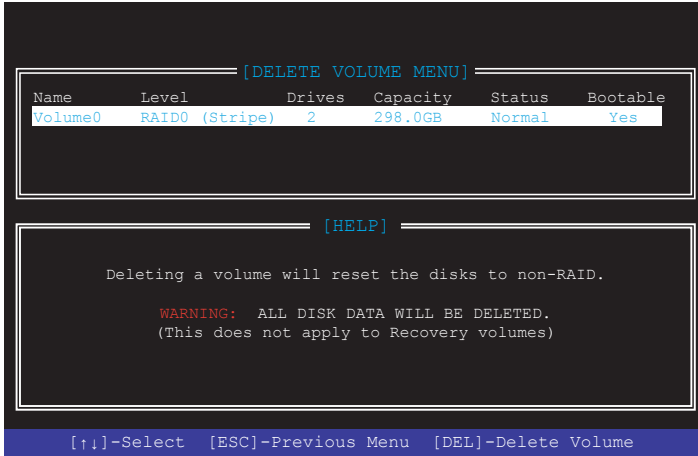 [DELETE VOLUME MENU]
Name Level Drives Capacity Status Bootable
Volume0 RAID0 (Stripe) 2 298.0GB Normal Yes
[HELP]
Deleting a volume will reset the disks to non-RAID.
WARNING: ALL DISK DATA WILL BE DELETED.
(This does not apply to Recovery volumes)
[↑↓]-Select [ESC]-Previous Menu [DEL]-Delete Volume